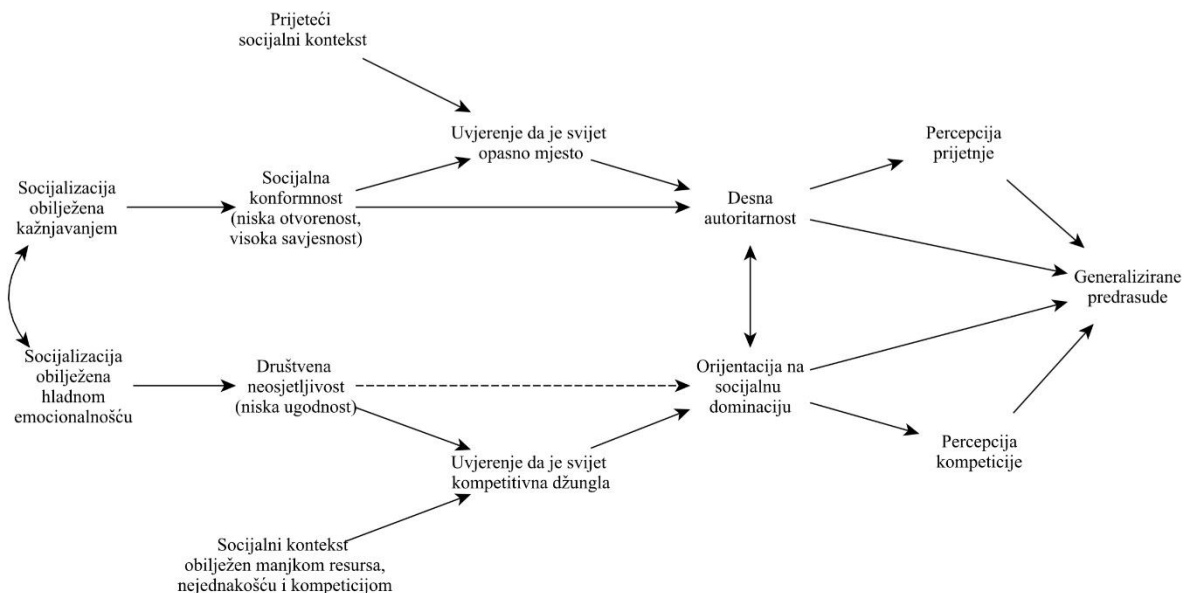 Prijeteći
socijalni kontekst
Uvjerenje da je svijet
opasno mjesto
Percepcija
prijetnje
Socijalizacija
obilježena
kažnjavanjem
Socijalna
konformnost
(niska otvorenost,
visoka savjesnost)
Desna
autoritarnost
Generalizirane
predrasude
Socijalizacija
obilježena
hladnom
emocionalnošću
Društvena
neosjetljivost
(niska ugodnost)
Orijentacija na
socijalnu
dominaciju
Uvjerenje da je svijet
kompetitivna džungla
Percepcija
kompeticije
Socijalni kontekst
obilježen manjkom resursa,
nejednakošću i kompeticijom